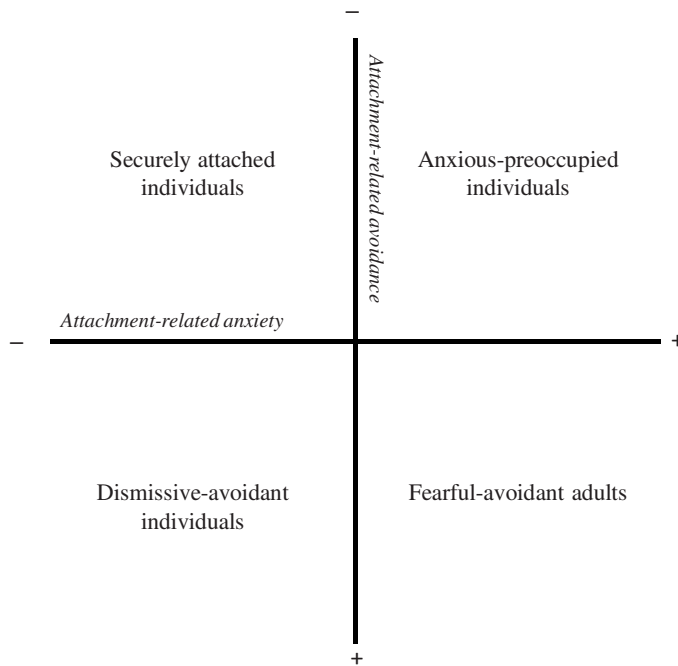 –
Attachment-related avoidance
Securely attached
individuals
Anxious-preoccupied
individuals
Attachment-related anxiety
–
+
Dismissive-avoidant
individuals
Fearful-avoidant adults
+